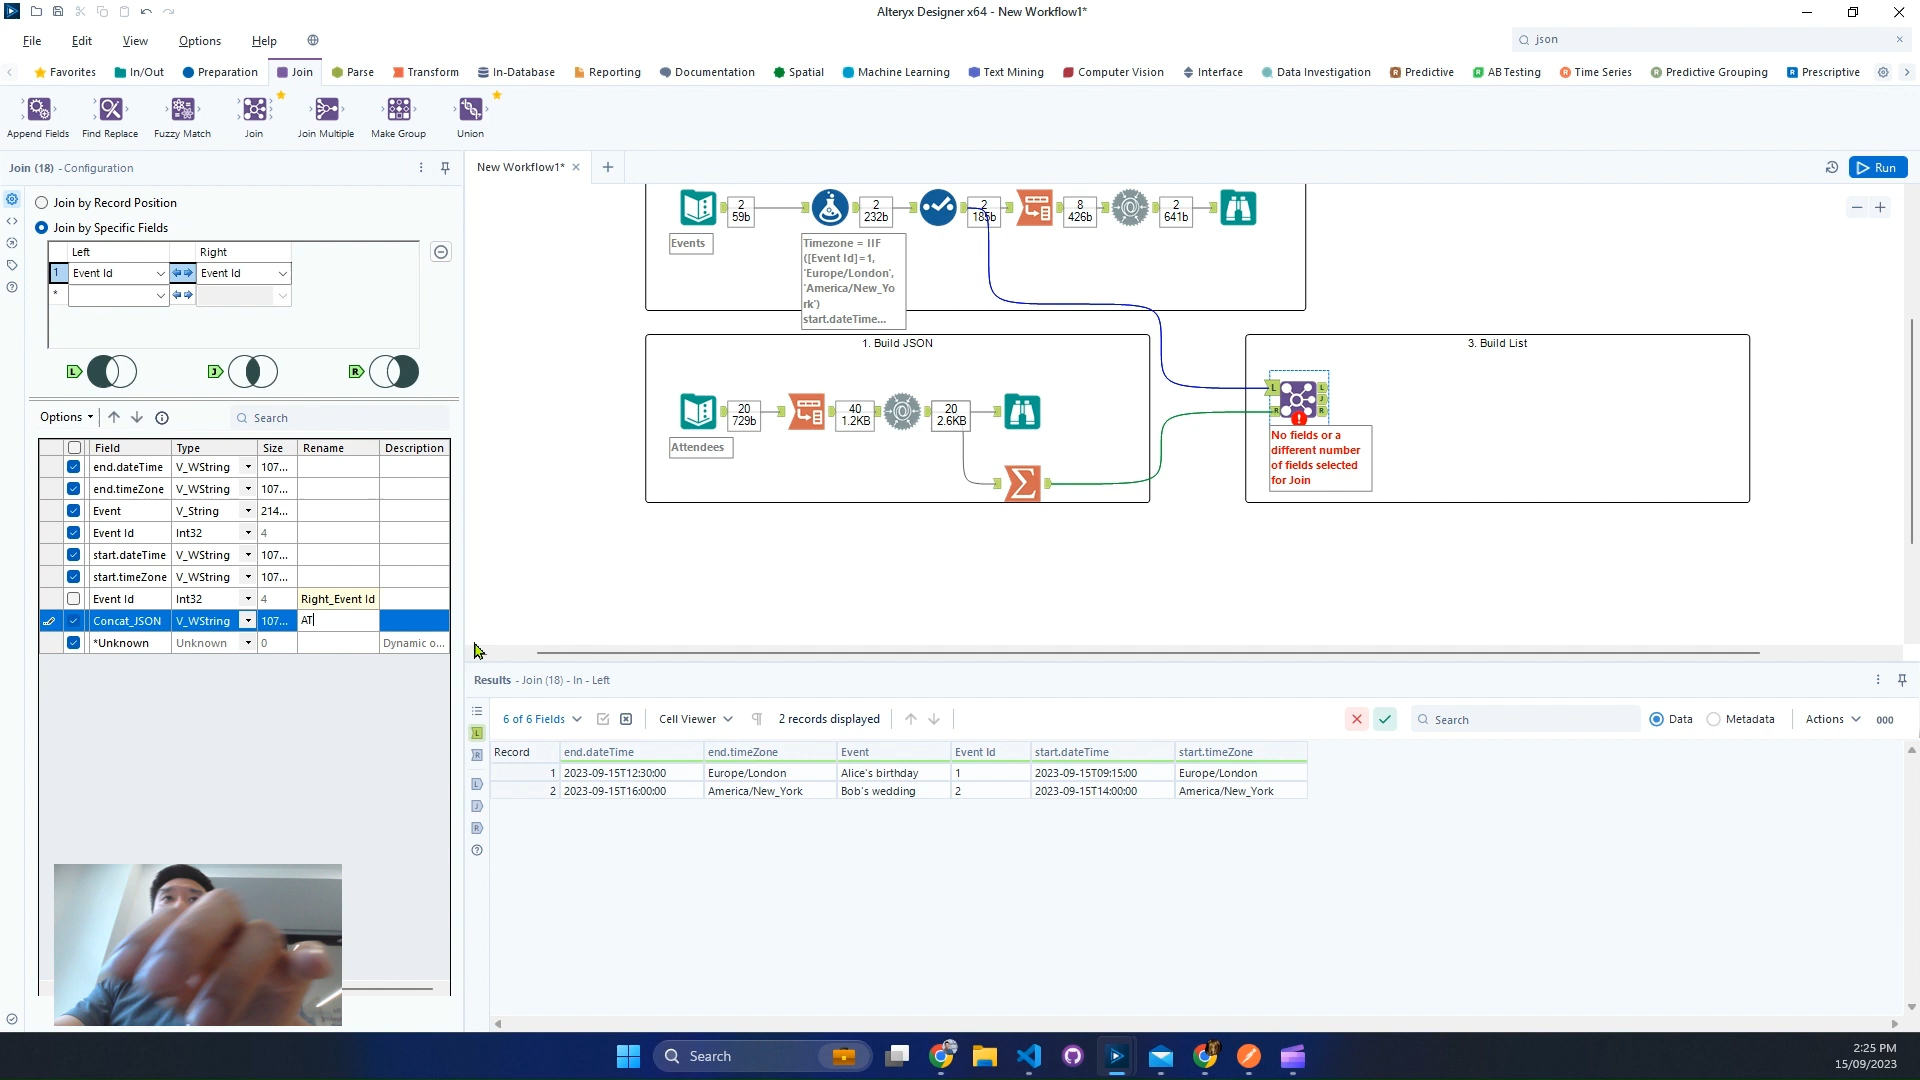 Alteryx Designer x64 - New Workflow1*
File
Edit
View
Options
Help
json
Favorites
In/Out
Preparation
Join
Parse
Transform
In-Database
Reporting
Documentation
Spatial
Machine Learning
Text Mining
Computer Vision
Interface
Data Investigation
Predictive
AB Testing
Time Series
Predictive Grouping
Prescriptive
Append Fields
Find Replace
Fuzzy Match
Join
Join Multiple
Make Group
Union
Join (18) - Configuration
New Workflow1*
Run
Join by Record Position
Join by Specific Fields
Left
Right
1
Event Id
Event Id
*
L
J
R
Options
Search
Field
Type
Size
Rename
Description
end.dateTime V_WString 107...
end.timeZone V_WString 107...
Event V_String 214...
Event Id Int32 4
start.dateTime V_WString 107...
start.timeZone V_WString 107...
Event Id Int32 4 Right_Event Id
Concat_JSON V_WString 107... AT
*Unknown Unknown 0 Dynamic o...
2
59b
2
232b
2
185b
8
426b
2
641b
Events
Timezone = IIF
([Event Id]=1,
'Europe/London',
'America/New_Yo
rk')
start.dateTime...
1. Build JSON
20
729b
40
1.2KB
20
2.6KB
Attendees
3. Build List
L
R
L
J
R
No fields or a
different number
of fields selected
for Join
Results - Join (18) - In - Left
6 of 6 Fields
Cell Viewer
2 records displayed
Search
Data
Metadata
Actions
000
Record end.dateTime end.timeZone Event Event Id start.dateTime start.timeZone
1 2023-09-15T12:30:00 Europe/London Alice's birthday 1 2023-09-15T09:15:00 Europe/London
2 2023-09-15T16:00:00 America/New_York Bob's wedding 2 2023-09-15T14:00:00 America/New_York
L
R
L
J
R
Search
2:25 PM
15/09/2023